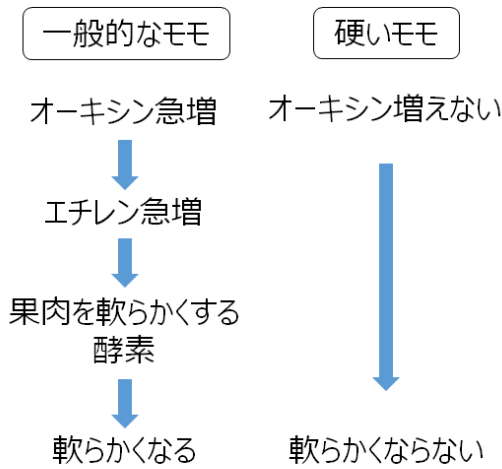 一般的なモモ
オーキシン急増
エチレン急増
果肉を軟らかくする
酵素
軟らかくなる
硬いモモ
オーキシン増えない
軟らかくならない